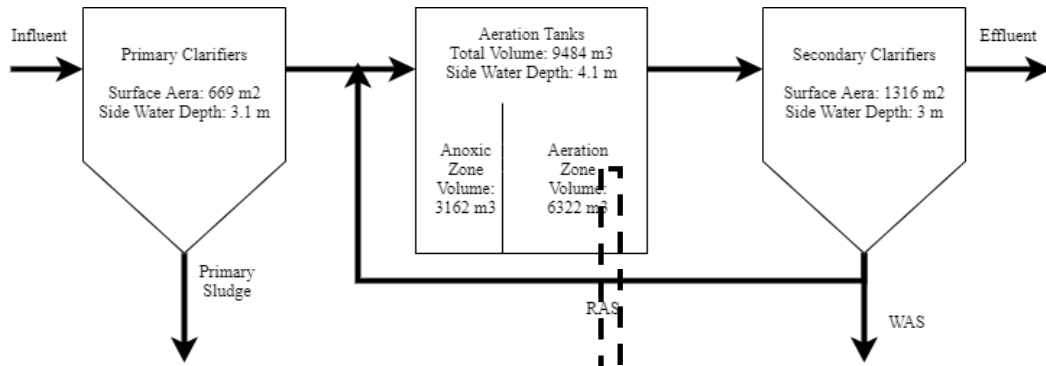 Influent
Primary Clarifiers
Surface Aera: 669 m2
Side Water Depth: 3.1 m
Primary
Sludge
Aeration Tanks
Total Volume: 9484 m3
Side Water Depth: 4.1 m
Anoxic
Zone
Volume:
3162 m3
Aeration
Zone
Volume:
6322 m3
RAS
Secondary Clarifiers
Surface Aera: 1316 m2
Side Water Depth: 3 m
Effluent
WAS